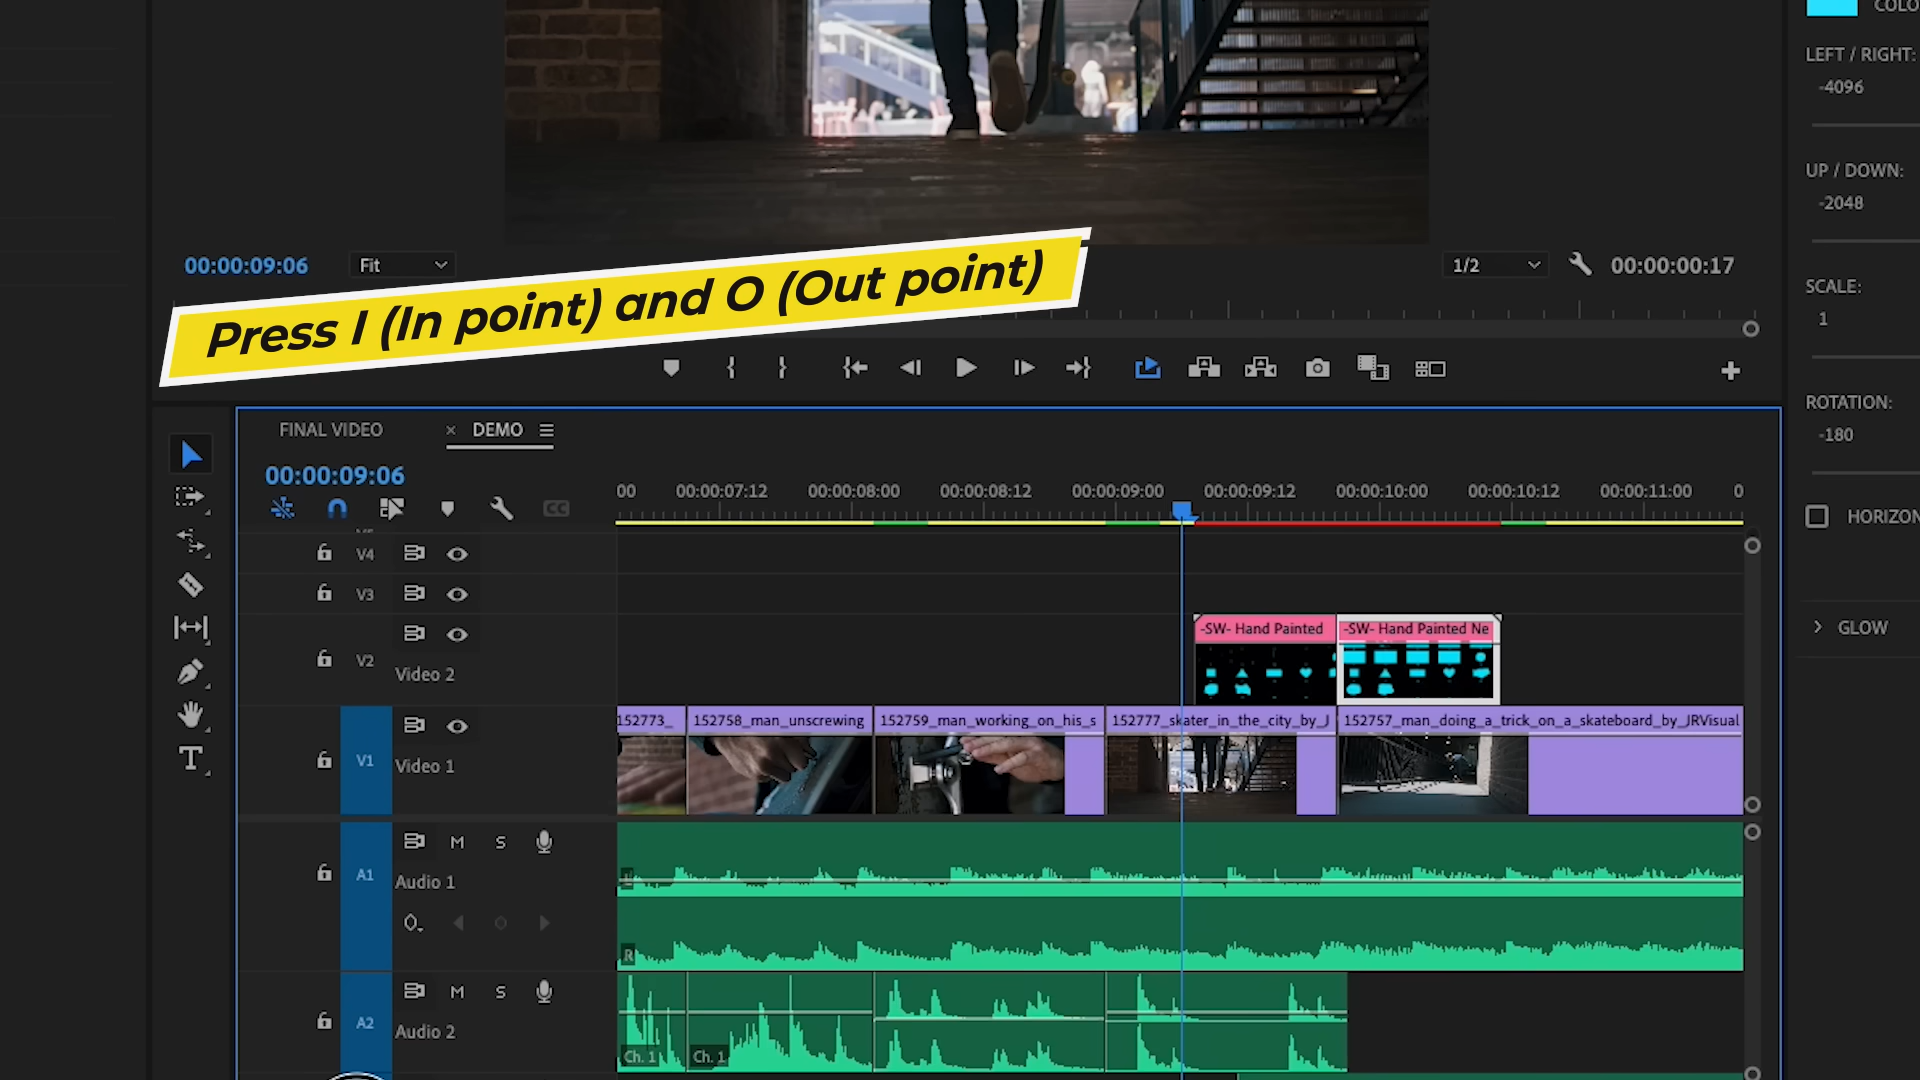 COLO
LEFT / RIGHT:
-4096
UP / DOWN:
-2048
00:00:09:06
Fit
1/2
00:00:00:17
SCALE:
1
Press I (In point) and O (Out point)
ROTATION:
-180
FINAL VIDEO
× DEMO
00:00:09:06
CC
00
00:00:07:12
00:00:08:00
00:00:08:12
00:00:09:00
00:00:09:12
00:00:10:00
00:00:10:12
00:00:11:00
0
HORIZON
V4
V3
-SW- Hand Painted
-SW- Hand Painted Ne
GLOW
V2
Video 2
152773_
152758_man_unscrewing
152759_man_working_on_his_s
152777_skater_in_the_city_by_J
152757_man_doing_a_trick_on_a_skateboard_by_JRVisual
V1
Video 1
T
M S
A1
Audio 1
L
R
M S
A2
Audio 2
Ch. 1
Ch. 1